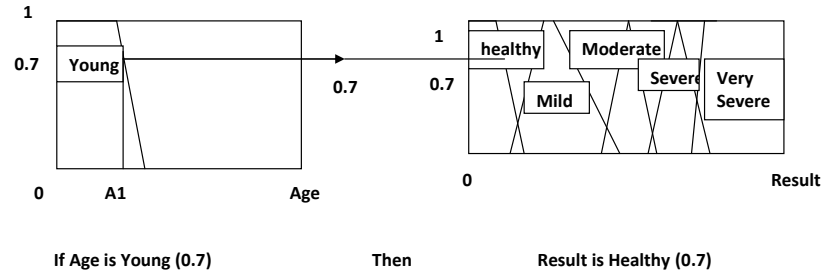 1
0.7
Young
0
A1
Age
0.7
1
0.7
healthy
Mild
Moderate
Severe
Very
Severe
0
Result
If Age is Young (0.7)
Then
Result is Healthy (0.7)